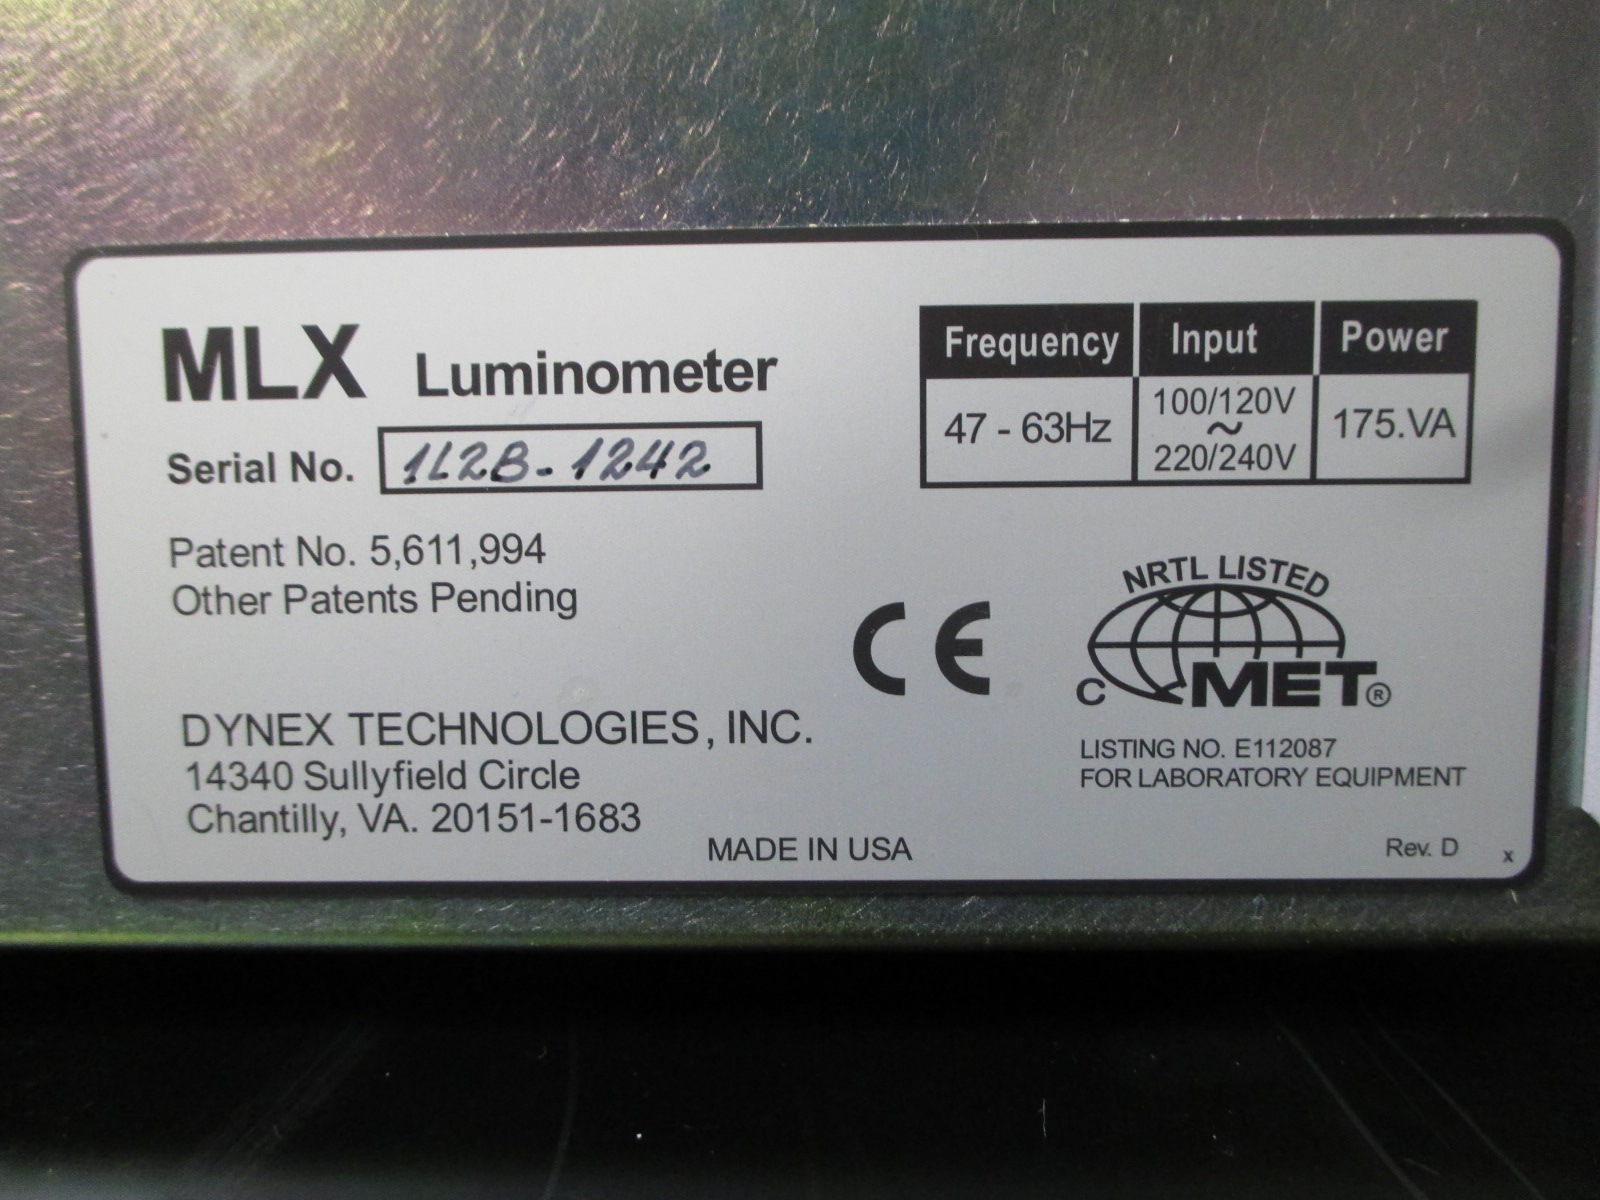 MLX Luminometer
Serial No. 1L2B-1242
Patent No. 5,611,994
Other Patents Pending
Frequency Input Power
47 - 63Hz 100/120V ~ 220/240V 175.VA
CE
NRTL LISTED
C MET®
LISTING NO. E112087
FOR LABORATORY EQUIPMENT
DYNEX TECHNOLOGIES, INC.
14340 Sullyfield Circle
Chantilly, VA. 20151-1683
MADE IN USA
Rev. D x